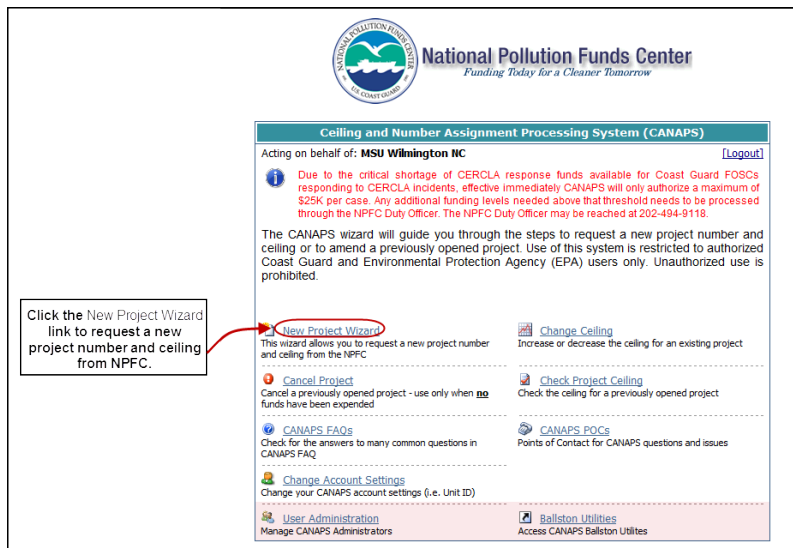 NATIONAL POLLUTION FUNDS CENTER
U.S. COAST GUARD
National Pollution Funds Center
Funding Today for a Cleaner Tomorrow
Ceiling and Number Assignment Processing System (CANAPS)
Acting on behalf of: MSU Wilmington NC
[Logout]
Due to the critical shortage of CERCLA response funds available for Coast Guard FOSCs
responding to CERCLA incidents, effective immediately CANAPS will only authorize a maximum of
$25K per case. Any additional funding levels needed above that threshold needs to be processed
through the NPFC Duty Officer. The NPFC Duty Officer may be reached at 202-494-9118.
The CANAPS wizard will guide you through the steps to request a new project number and
ceiling or to amend a previously opened project. Use of this system is restricted to authorized
Coast Guard and Environmental Protection Agency (EPA) users only. Unauthorized use is
prohibited.
Click the New Project Wizard
link to request a new
project number and ceiling
from NPFC.
New Project Wizard
This wizard allows you to request a new project number
and ceiling from the NPFC
Change Ceiling
Increase or decrease the ceiling for an existing project
Cancel Project
Cancel a previously opened project - use only when no
funds have been expended
Check Project Ceiling
Check the ceiling for a previously opened project
CANAPS FAQs
Check for the answers to many common questions in
CANAPS FAQ
CANAPS POCs
Points of Contact for CANAPS questions and issues
Change Account Settings
Change your CANAPS account settings (i.e. Unit ID)
User Administration
Manage CANAPS Administrators
Ballston Utilities
Access CANAPS Ballston Utilites